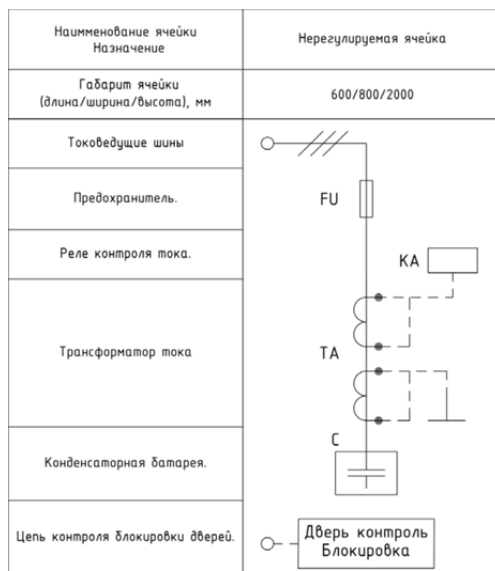 Наимменование ячейки
Назначение
Нерегулируемая ячейка
Габарит ячейки
(длина/ширина/высота), мм
600/800/2000
Токоведущие шины
Предохранитель.
FU
Реле контроля тока.
KA
Трансформатор тока
TA
C
Конденсаторная батарея.
Цепь контроля блокировки дверей.
Дверь контроль
Блокировка